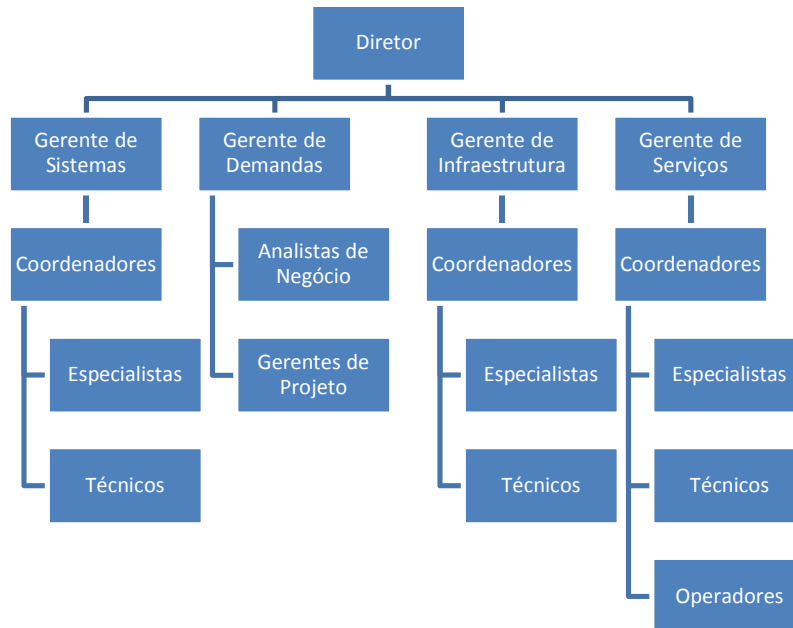 Diretor
Gerente de
Sistemas
Gerente de
Demandas
Gerente de
Infraestrutura
Gerente de
Serviços
Coordenadores
Analistas de
Negócio
Coordenadores
Coordenadores
Especialistas
Gerentes de
Projeto
Especialistas
Especialistas
Técnicos
Técnicos
Técnicos
Operadores